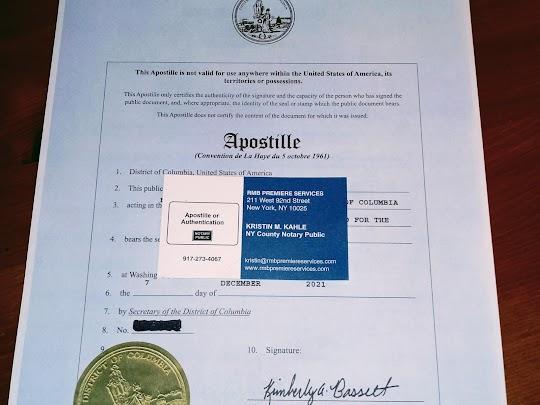 This Apostille is not valid for use anywhere within the United States of America, its
territories or possessions.
This Apostille only certifies the authenticity of the signature and the capacity of the person who has signed the
public document, and, where appropriate, the identity of the seal or stamp which the public document bears.
This Apostille does not certify the content of the document for which it was issued.
Apostille
(Convention de La Haye du 5 octobre 1961)
1. District of Columbia, United States of America
2. This public
OF COLUMBIA
3. acting in th
FOR THE
4. bears the se
Apostille or
Authentication
NOTARY
PUBLIC
917-273-4067
RMB PREMIERE SERVICES
211 West 92nd Street
New York, NY 10025
KRISTIN M. KAHLE
NY County Notary Public
kristin@rmbpremiereservices.com
www.rmbpremiereservices.com
5. at Washing
7 DECEMBER 2021
6. the day of
7. by Secretary of the District of Columbia
8. No.
9.
10. Signature:
Kimberly A. Bassett
DISTRICT OF COLUMBIA